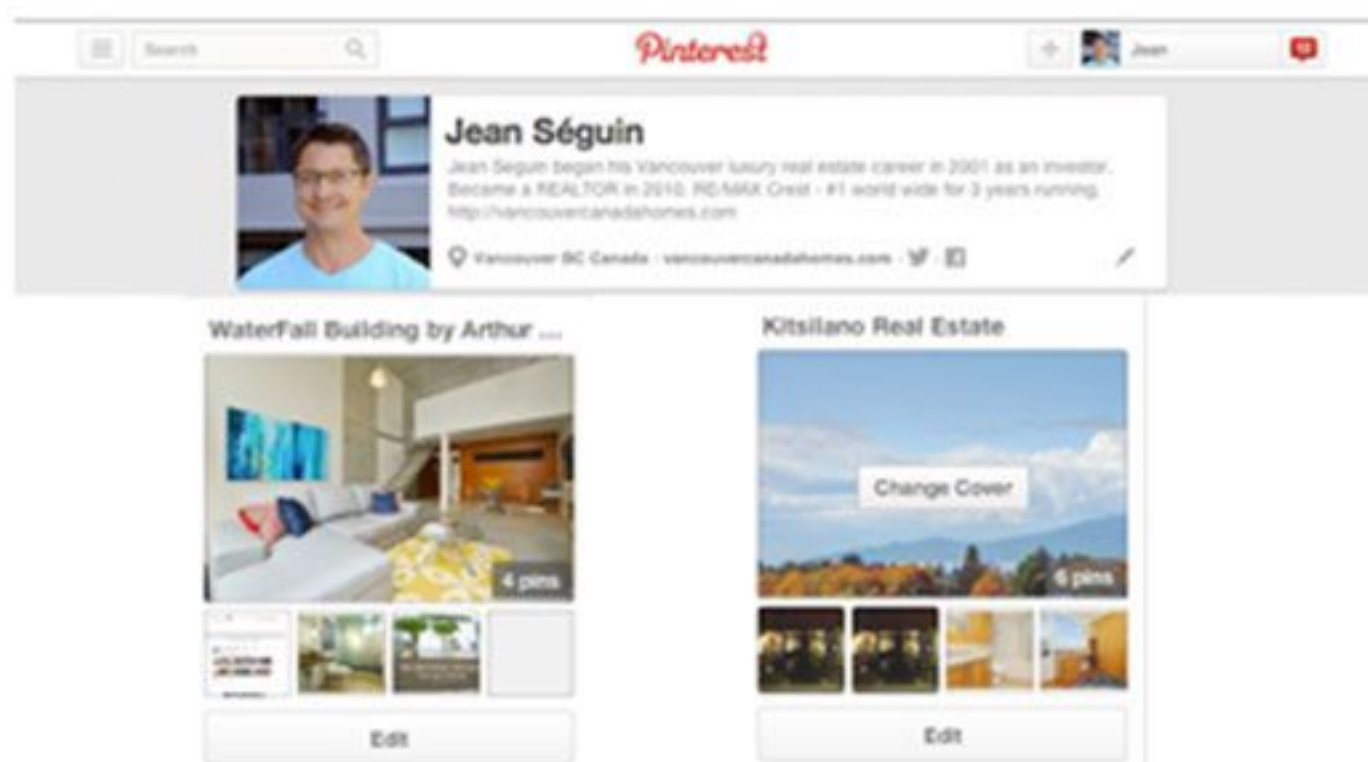 Search
Pinterest
Jean
Jean Séguin
Jean Seguin began his Vancouver luxury real estate career in 2001 as an investor.
Became a REALTOR in 2010. RE/MAX Crest - #1 world wide for 3 years running.
http://vancouvercanadahomes.com
Vancouver BC Canada · vancouvercanadahomes.com ·
WaterFall Building by Arthur ...
Kitsilano Real Estate
Change Cover
4 pins
6 pins
Edit
Edit